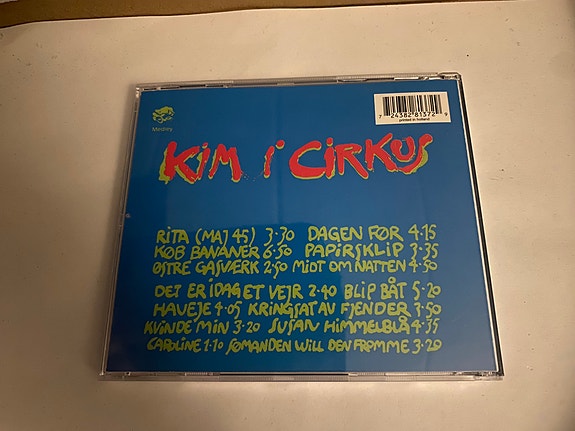 Medley
7 24382 81372 9
printed in holland
KIM I CIRKUS
RITA (MAJ 45) 3·30 DAGEN FØR 4·15
KØB BANANER 6·50 PAPIRSKLIP 3·35
ØSTRE GASVÆRK 2·50 MIDT OM NATTEN 4·50
DET ER IDAG ET VEJR 2·40 BLIP BÅT 5·20
HAVEJE 4·05 KRINGSAT AV FJENDER 3·50
KVINDE MIN 3·20 SUSAN HIMMELBLÅ 4·35
CAROLINE 1·10 SØMANDEN WILL DEN FROMME 3·20